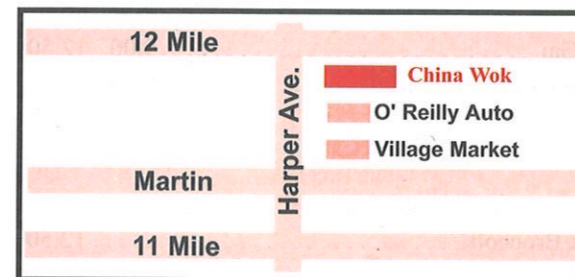 12 Mile
Harper Ave.
China Wok
O' Reilly Auto
Village Market
Martin
11 Mile